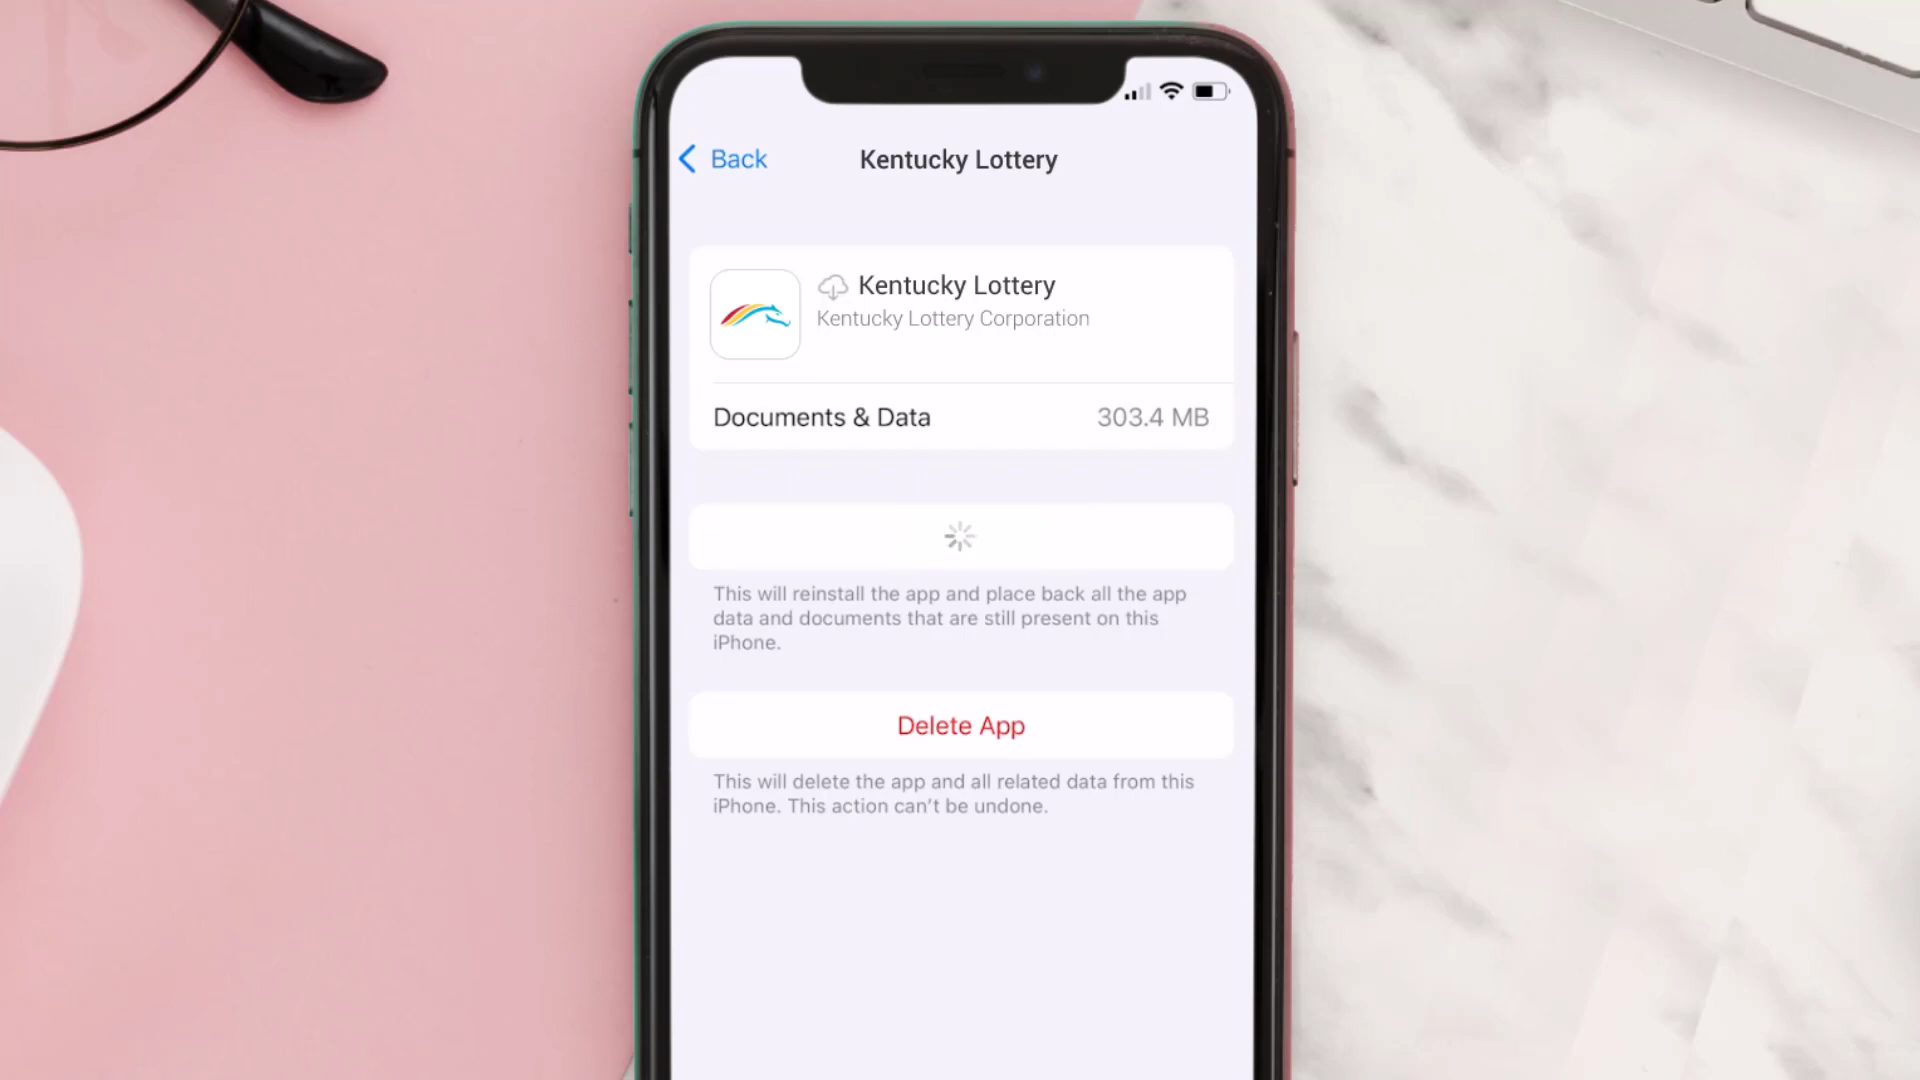 Back
Kentucky Lottery
Kentucky Lottery
Kentucky Lottery Corporation
Documents & Data 303.4 MB
This will reinstall the app and place back all the app
data and documents that are still present on this
iPhone.
Delete App
This will delete the app and all related data from this
iPhone. This action can't be undone.